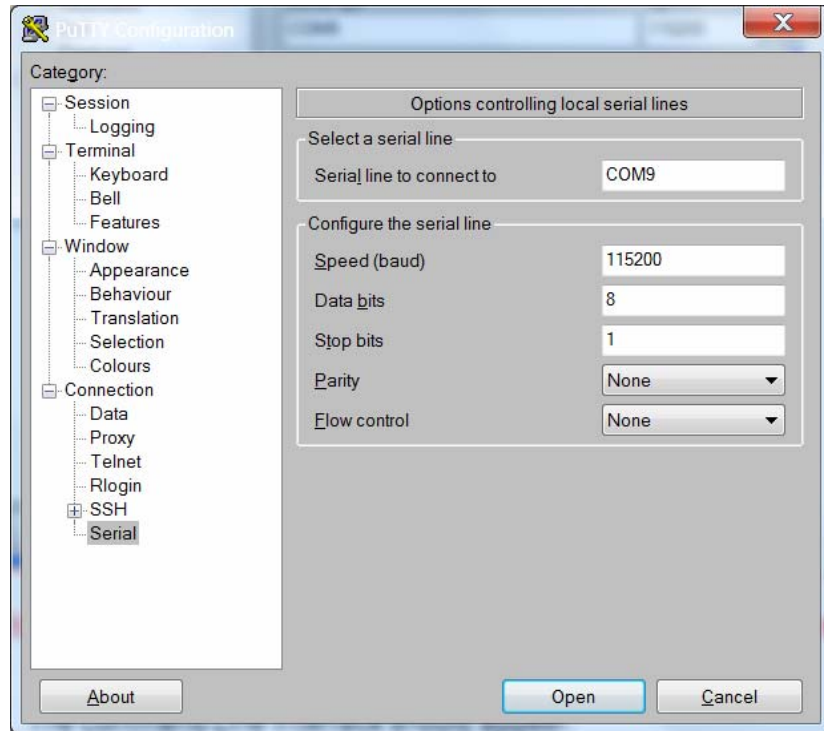 PuTTY Configuration
COM9
115200
Category:
Session
Logging
Terminal
Keyboard
Bell
Features
Window
Appearance
Behaviour
Translation
Selection
Colours
Connection
Data
Proxy
Telnet
Rlogin
SSH
Serial
Options controlling local serial lines
Select a serial line
Serial line to connect to
COM9
Configure the serial line
Speed (baud)
115200
Data bits
8
Stop bits
1
Parity
None
Flow control
None
About
Open
Cancel